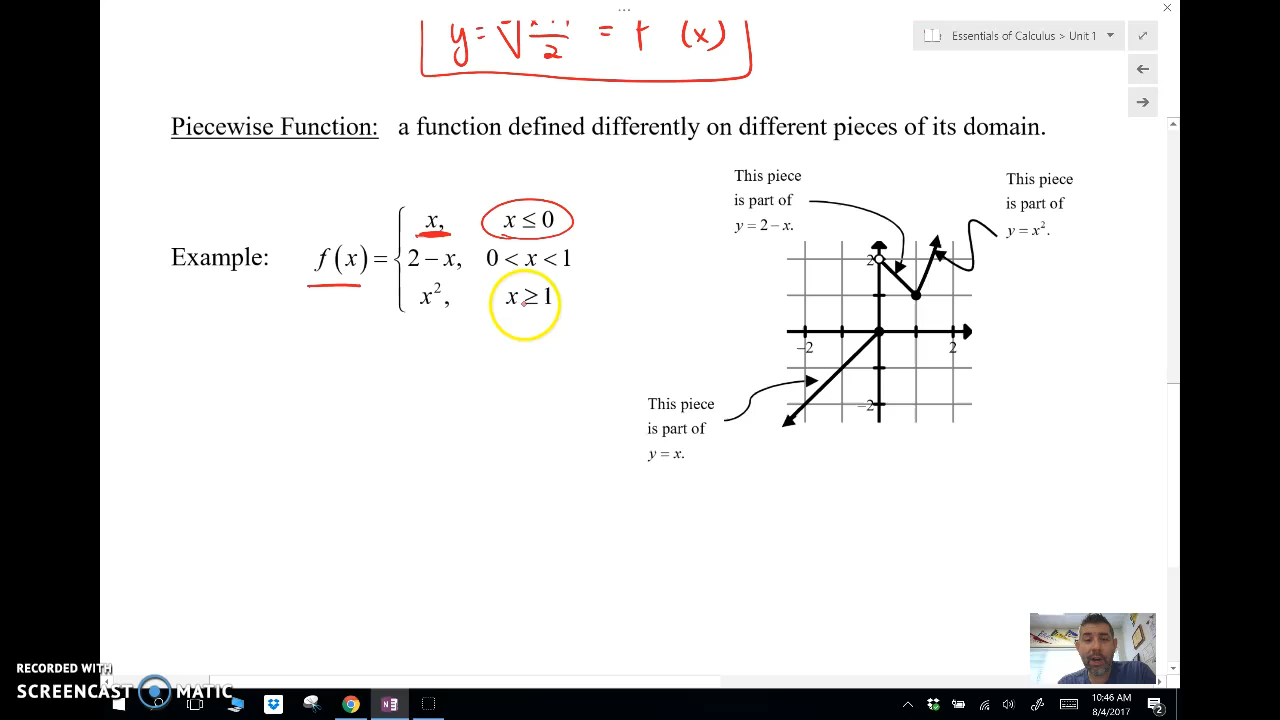 Essentials of Calculus > Unit 1
y = 2 = (x)
Piecewise Function: a function defined differently on different pieces of its domain.
This piece
is part of
y = 2 − x.
This piece
is part of
y = x².
Example: f(x) = { x, x ≤ 0
2 − x, 0 < x < 1
x², x ≥ 1
2
−2
2
−2
This piece
is part of
y = x.
RECORDED WITH
SCREENCAST MATIC
10:46 AM
8/4/2017
2